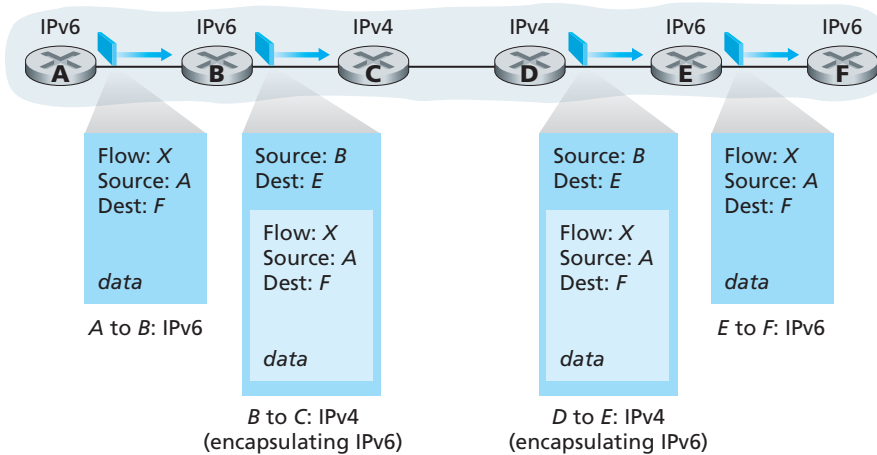 IPv6
IPv6
IPv4
IPv4
IPv6
IPv6
A
B
C
D
E
F
Flow: X
Source: A
Dest: F
data
A to B: IPv6
Source: B
Dest: E
Flow: X
Source: A
Dest: F
data
B to C: IPv4
(encapsulating IPv6)
Source: B
Dest: E
Flow: X
Source: A
Dest: F
data
D to E: IPv4
(encapsulating IPv6)
Flow: X
Source: A
Dest: F
data
E to F: IPv6